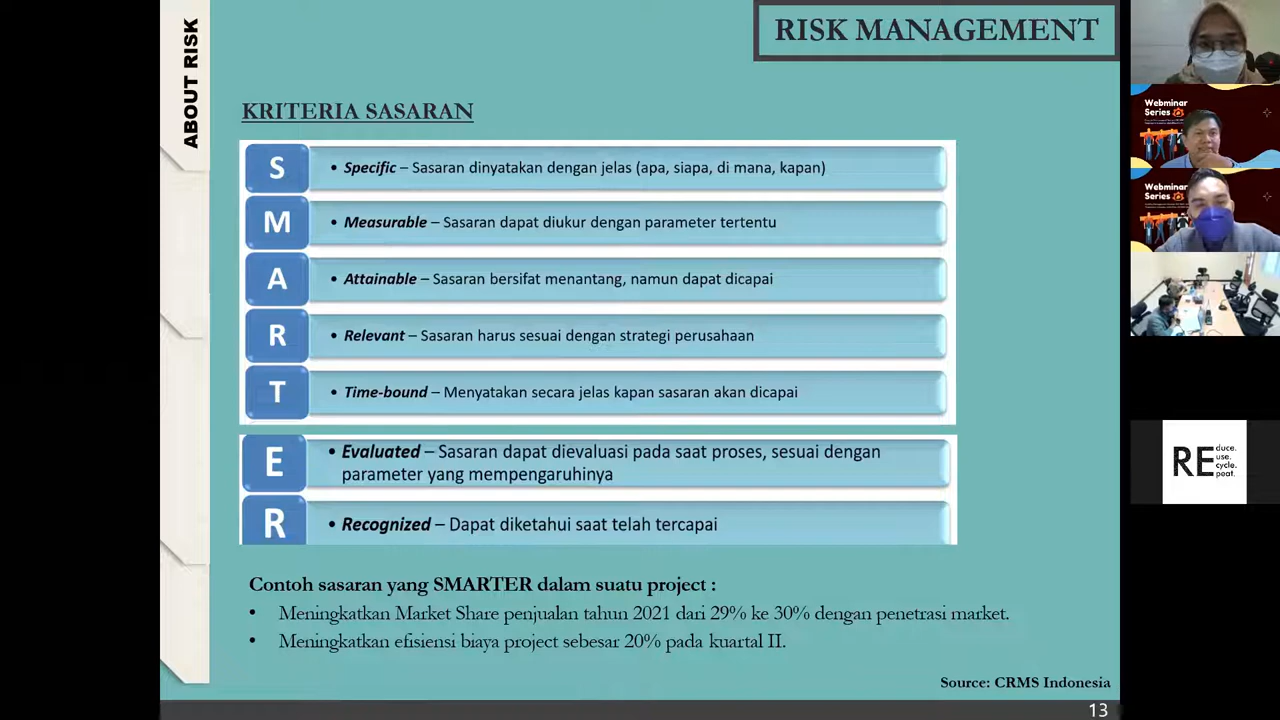 ABOUT RISK
RISK MANAGEMENT
KRITERIA SASARAN
S
• Specific – Sasaran dinyatakan dengan jelas (apa, siapa, di mana, kapan)
M
• Measurable – Sasaran dapat diukur dengan parameter tertentu
A
• Attainable – Sasaran bersifat menantang, namun dapat dicapai
R
• Relevant – Sasaran harus sesuai dengan strategi perusahaan
T
• Time-bound – Menyatakan secara jelas kapan sasaran akan dicapai
E
• Evaluated – Sasaran dapat dievaluasi pada saat proses, sesuai dengan
parameter yang mempengaruhinya
R
• Recognized – Dapat diketahui saat telah tercapai
Contoh sasaran yang SMARTER dalam suatu project :
• Meningkatkan Market Share penjualan tahun 2021 dari 29% ke 30% dengan penetrasi market.
• Meningkatkan efisiensi biaya project sebesar 20% pada kuartal II.
Source: CRMS Indonesia
13
Webminar
Series
Webminar
Series
RE
duce.
use.
cycle.
peat.